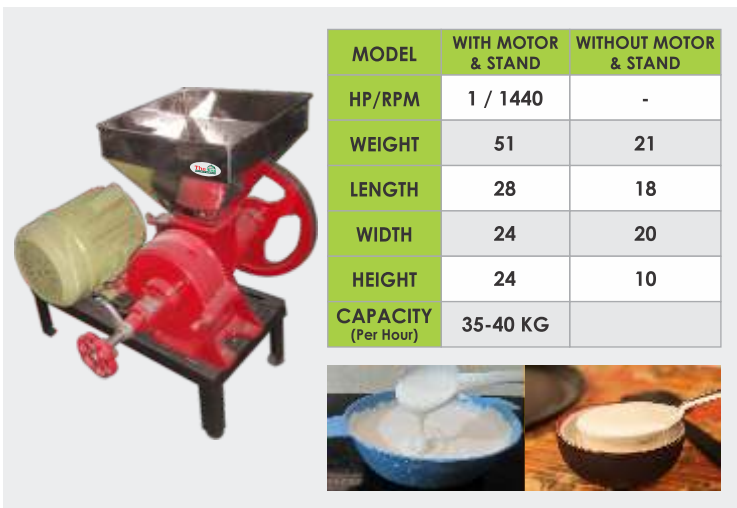 MODEL
WITH MOTOR
& STAND
WITHOUT MOTOR
& STAND
HP/RPM 1 / 1440 -
WEIGHT 51 21
LENGTH 28 18
WIDTH 24 20
HEIGHT 24 10
CAPACITY
(Per Hour)
35-40 KG